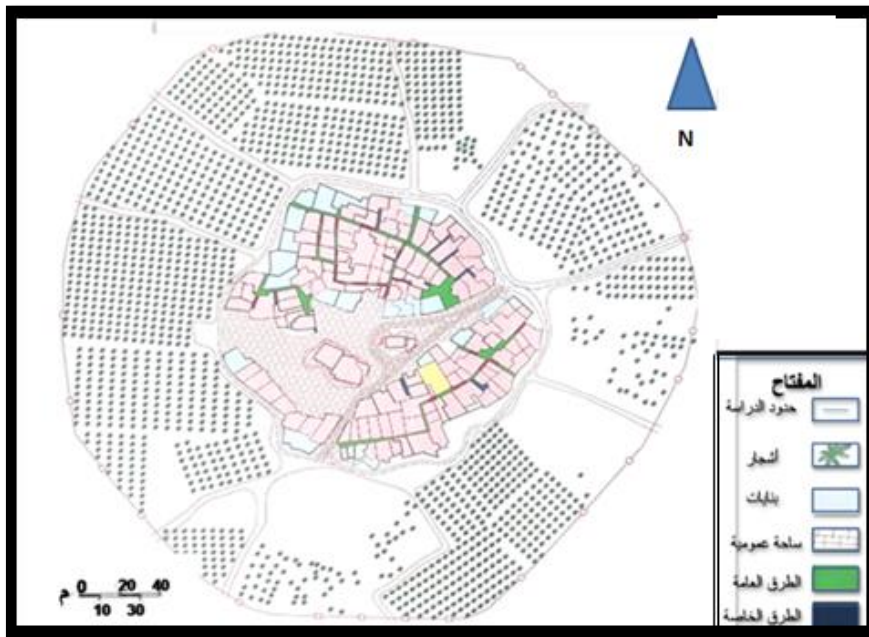 N
المفتاح
حدود الدراسة
أشجار
بنايات
ساحة عمومية
الطرق العامة
الطرق الخاصة
م 0 20 40
10 30